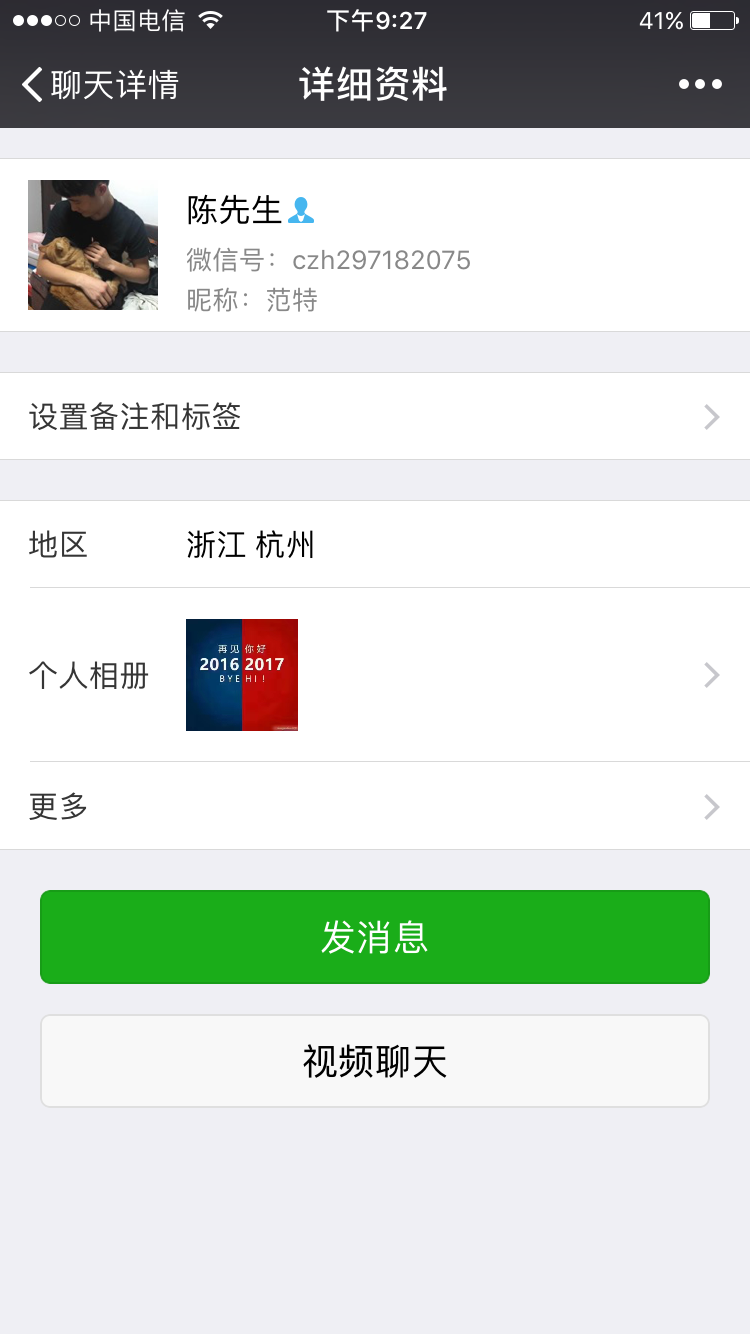 中国电信 下午9:27 41%
聊天详情 详细资料
陈先生
微信号：czh297182075
昵称：范特
设置备注和标签
地区 浙江 杭州
个人相册
再见 你好
2016 2017
BYE HI !
更多
发消息
视频聊天